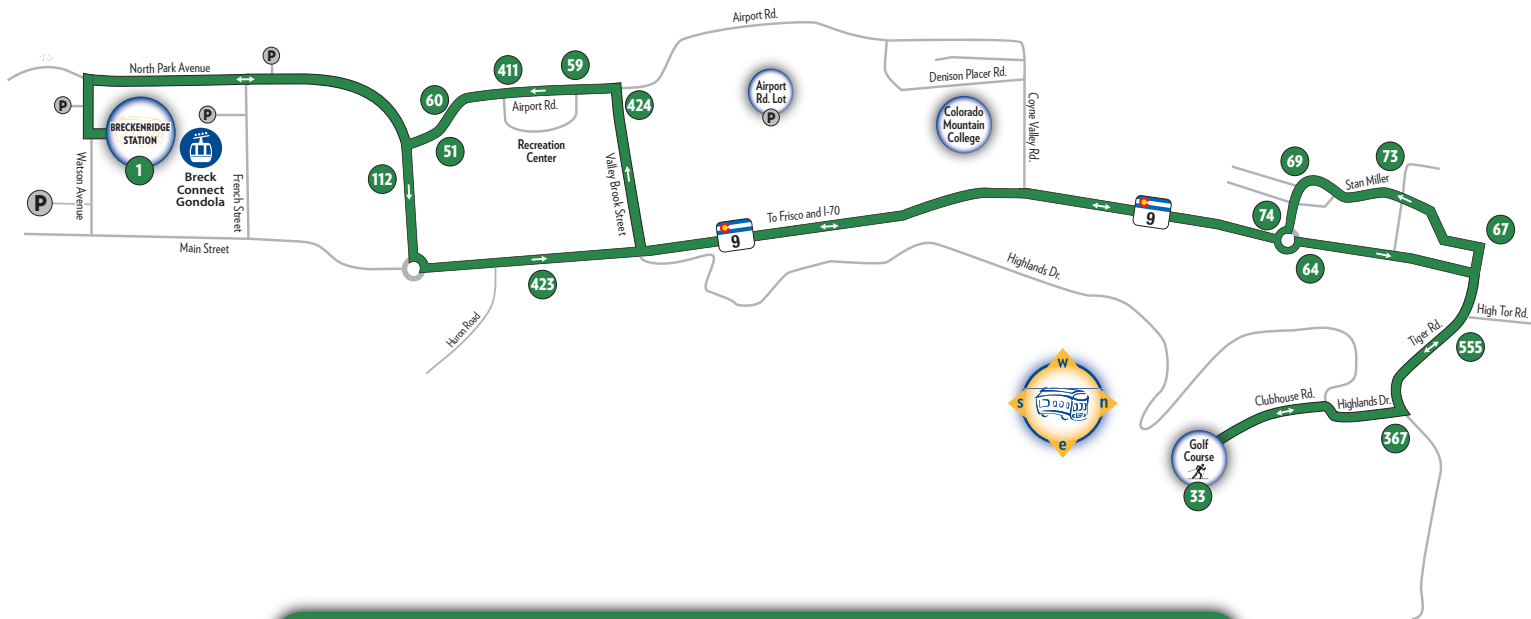 Airport Rd.
North Park Avenue
P
P
P
BRECKENRIDGE
STATION
1
Breck
Connect
Gondola
P
Watson Avenue
French Street
Main Street
112
60
51
411
59
Airport Rd.
Recreation
Center
424
Valley Brook Street
423
Huron Road
Airport
Rd. Lot
P
Denison Placer Rd.
Colorado
Mountain
College
Coyne Valley Rd.
To Frisco and I-70
9
9
Highlands Dr.
69
73
Stan Miller
74
64
67
High Tor Rd.
Tiger Rd.
555
Clubhouse Rd.
Highlands Dr.
367
Golf
Course
33
w
s
n
e